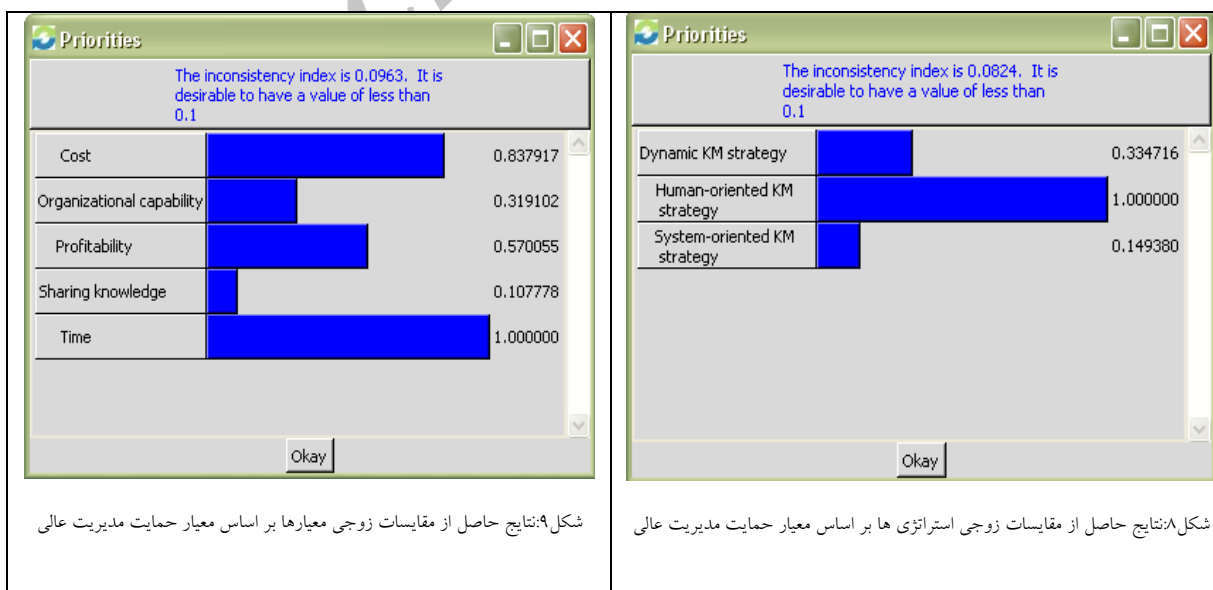 Priorities
The inconsistency index is 0.0963. It is
desirable to have a value of less than
0.1
Cost 0.837917
Organizational capability 0.319102
Profitability 0.570055
Sharing knowledge 0.107778
Time 1.000000
Okay
شکل۹:نتایج حاصل از مقایسات زوجی معیارها بر اساس معیار حمایت مدیریت عالی
Priorities
The inconsistency index is 0.0824. It is
desirable to have a value of less than
0.1
Dynamic KM strategy 0.334716
Human-oriented KM
strategy 1.000000
System-oriented KM
strategy 0.149380
Okay
شکل۸:نتایج حاصل از مقایسات زوجی استراتژی ها بر اساس معیار حمایت مدیریت عالی